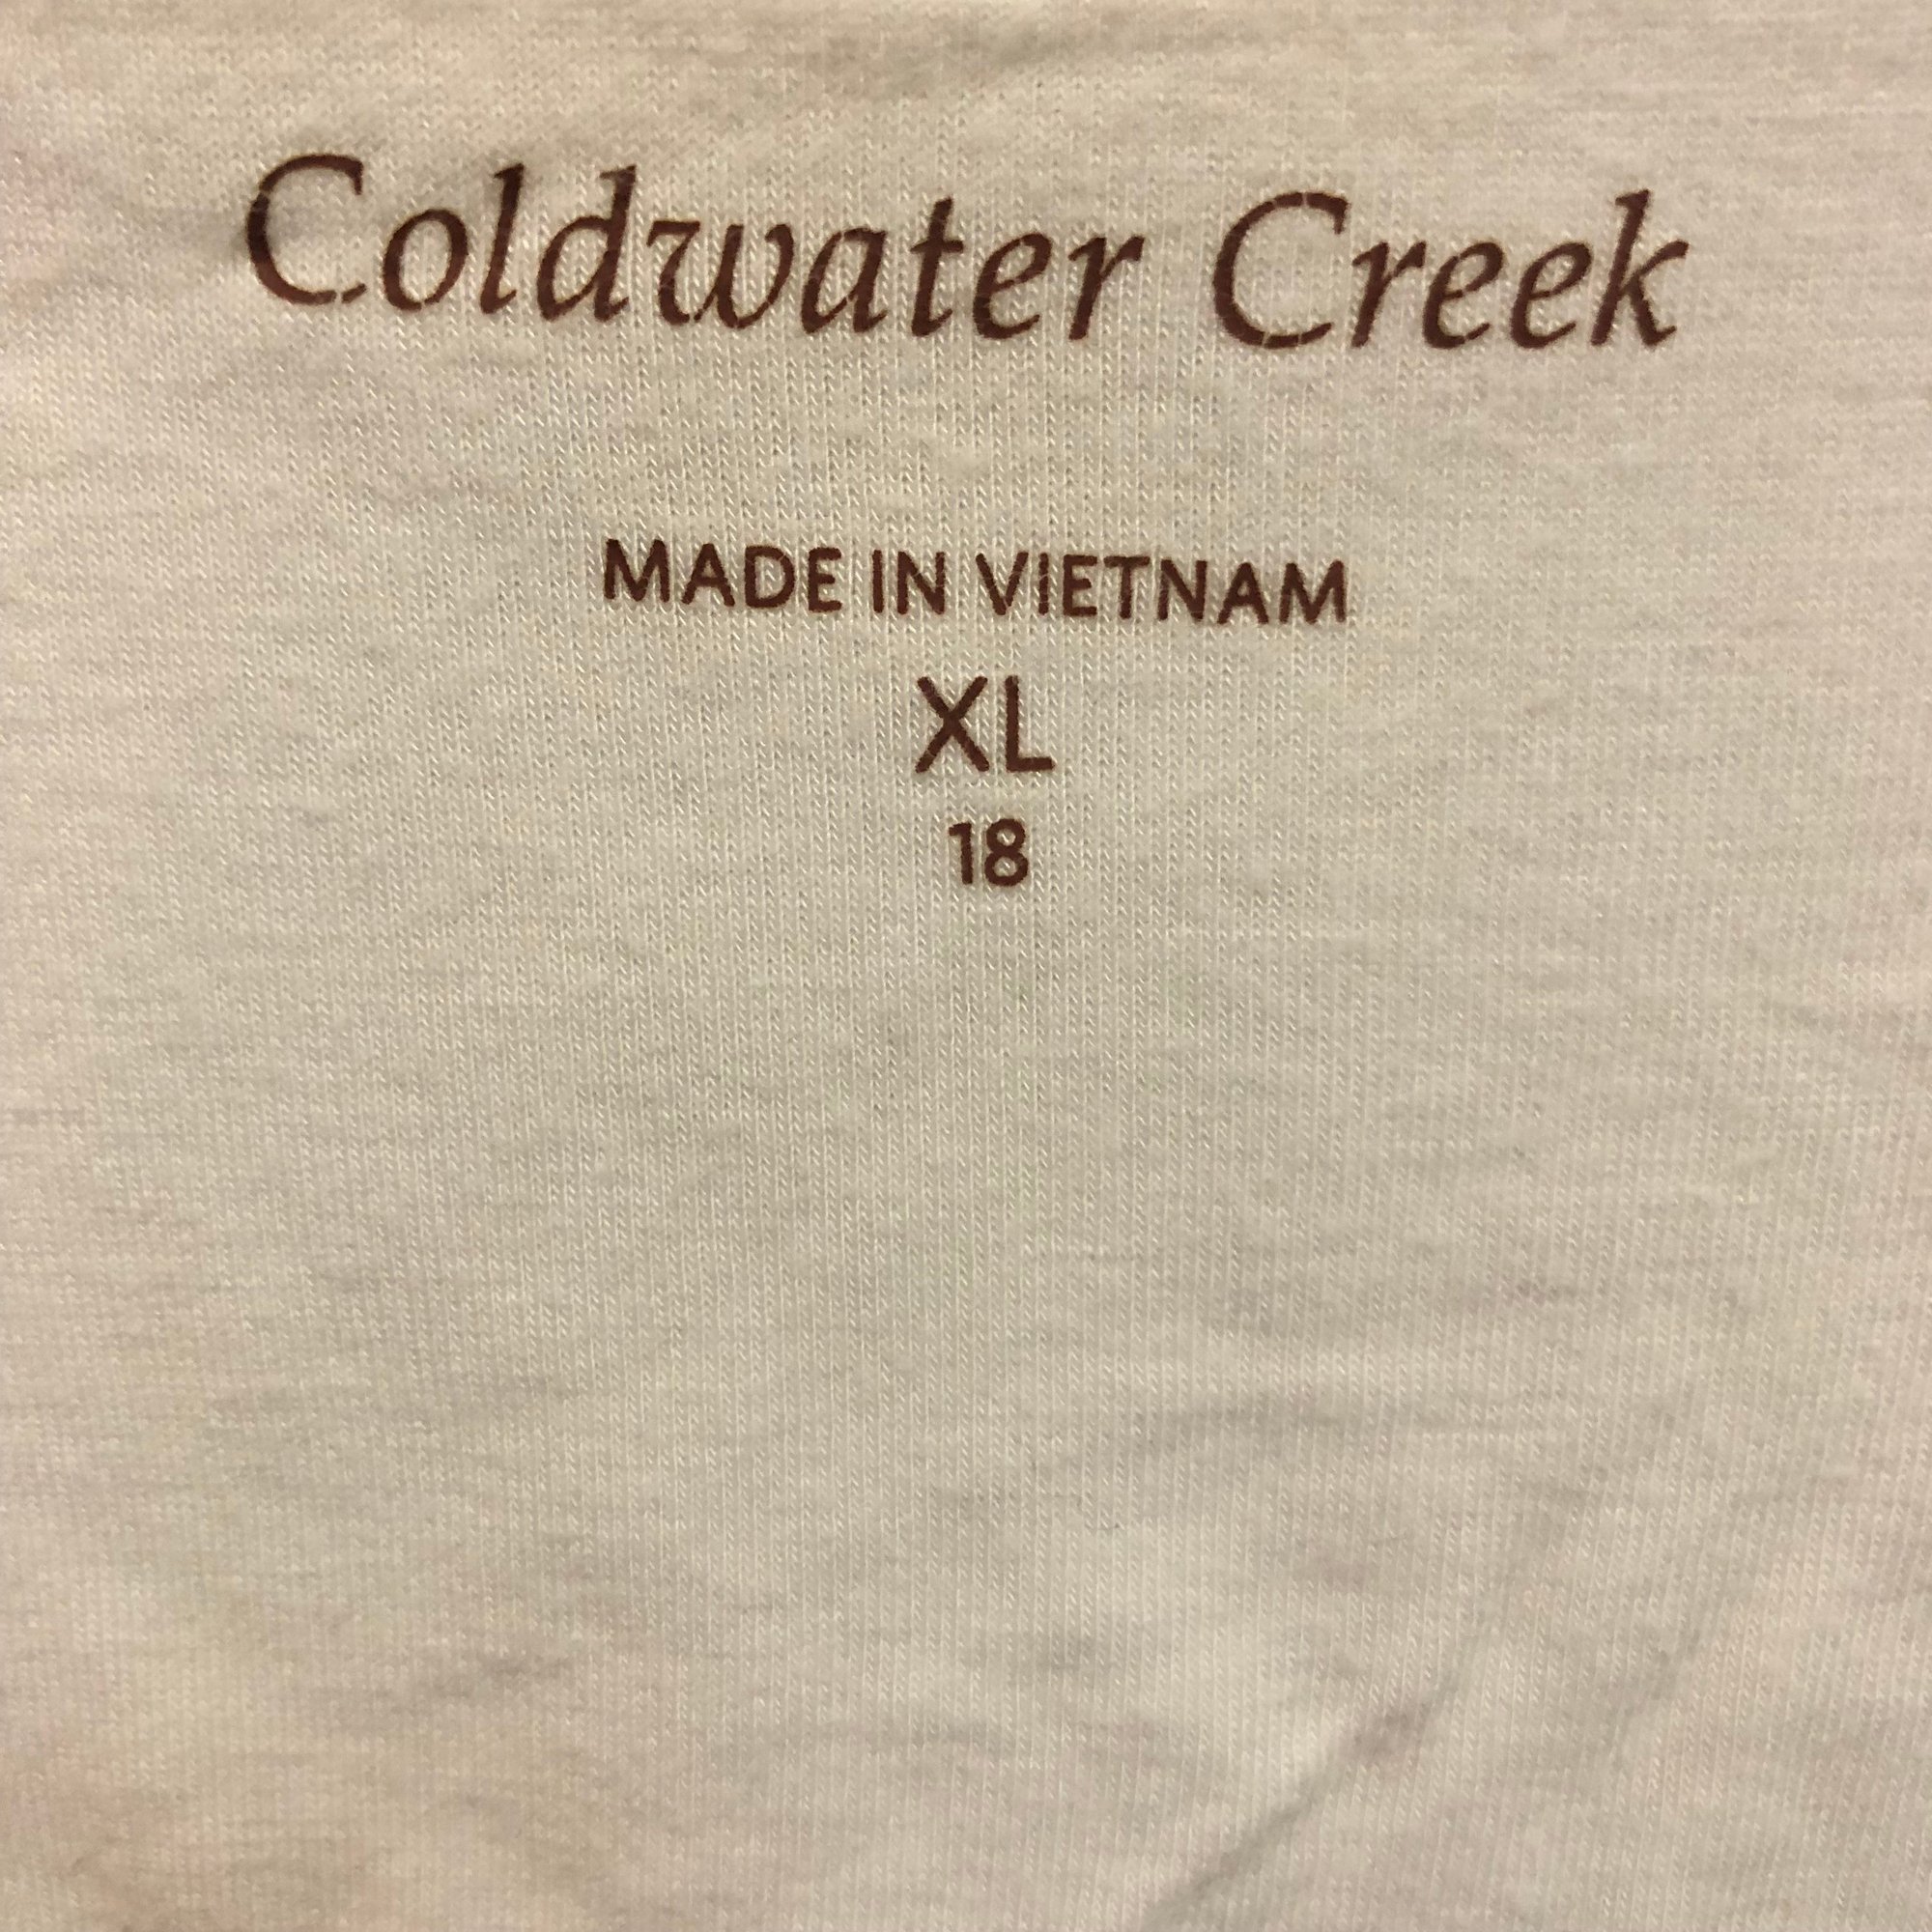 Coldwater Creek
MADE IN VIETNAM
XL
18